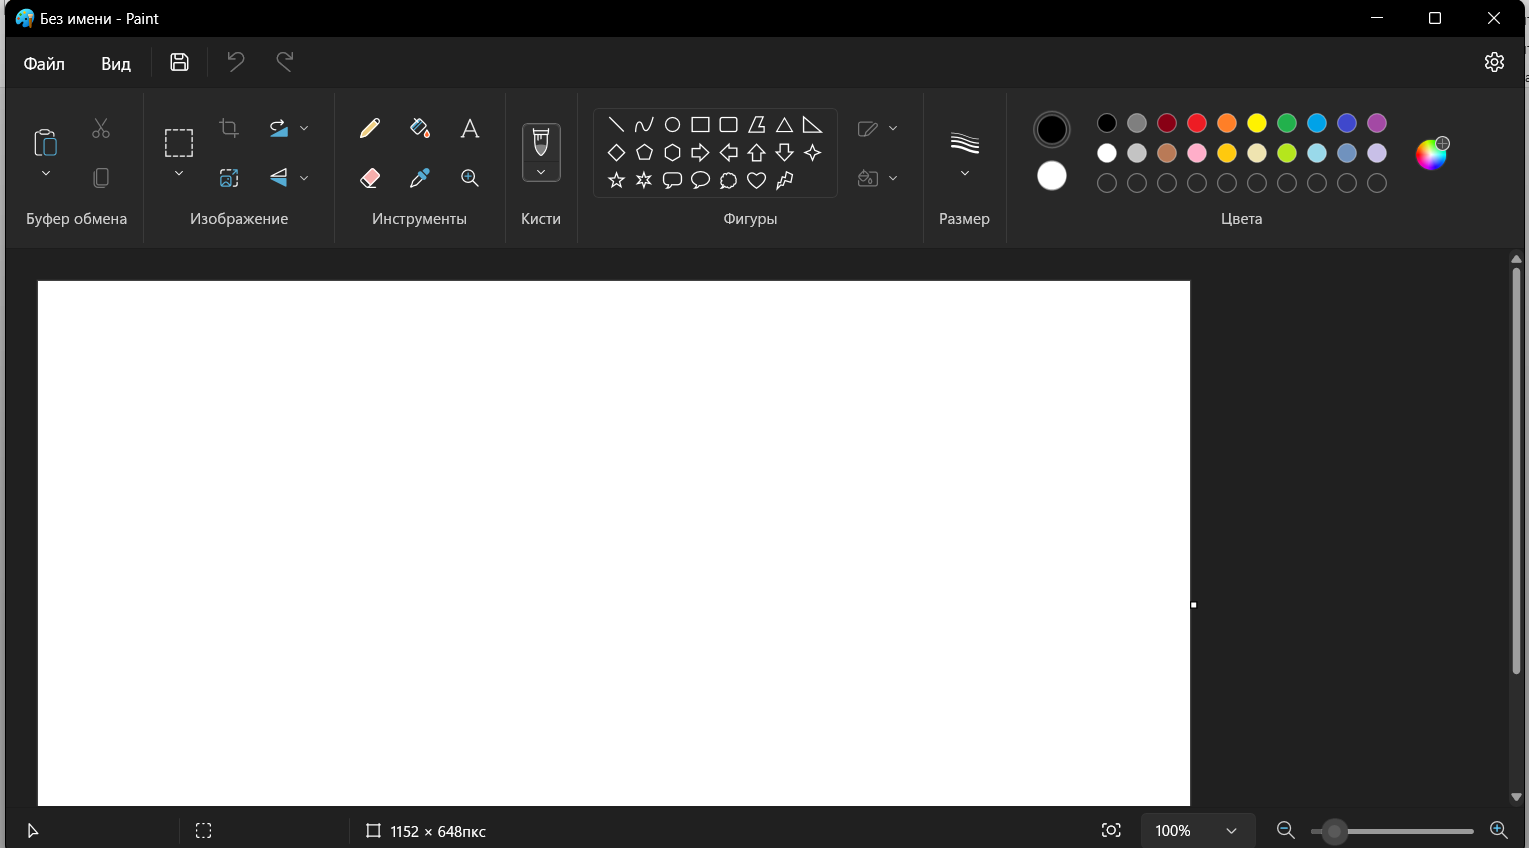 Без имени - Paint
Файл Вид
Буфер обмена Изображение Инструменты Кисти Фигуры Размер Цвета
1152 × 648пкс 100%